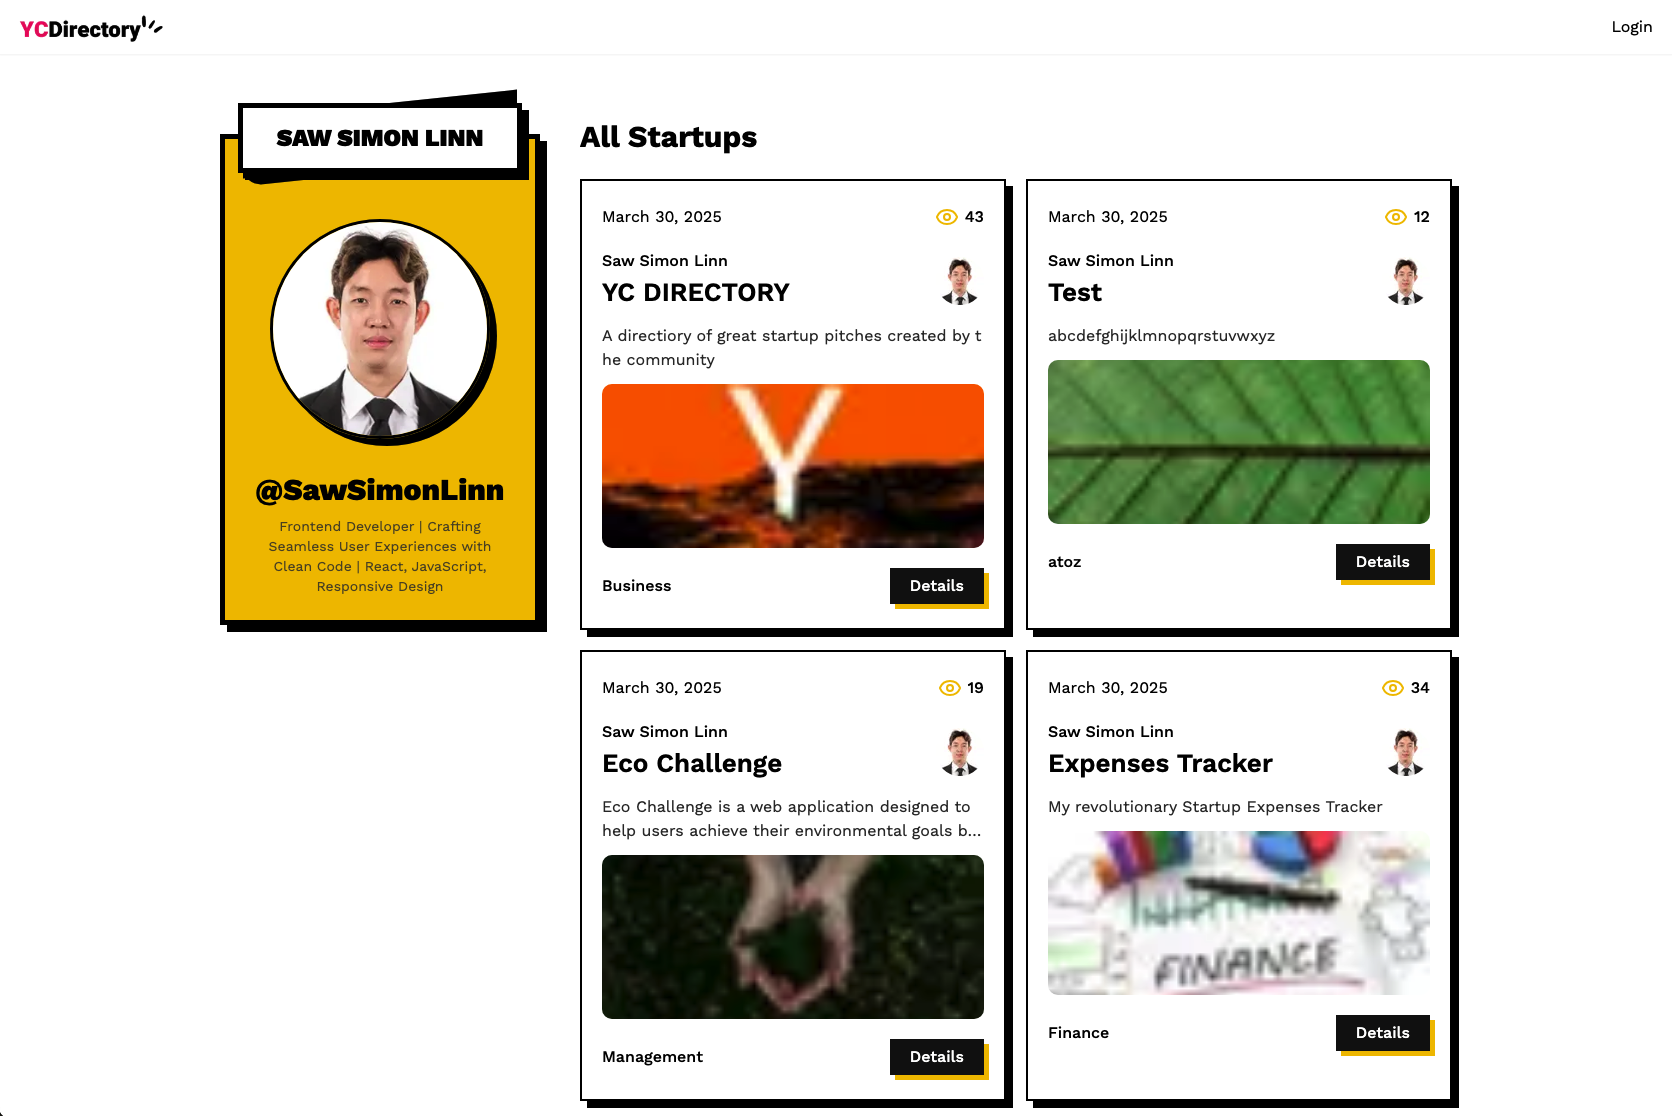 YCDirectory
Login
SAW SIMON LINN
@SawSimonLinn
Frontend Developer | Crafting
Seamless User Experiences with
Clean Code | React, JavaScript,
Responsive Design
All Startups
March 30, 2025
43
Saw Simon Linn
YC DIRECTORY
A directiory of great startup pitches created by t
he community
Y
Business
Details
March 30, 2025
12
Saw Simon Linn
Test
abcdefghijklmnopqrstuvwxyz
atoz
Details
March 30, 2025
19
Saw Simon Linn
Eco Challenge
Eco Challenge is a web application designed to
help users achieve their environmental goals b...
Management
Details
March 30, 2025
34
Saw Simon Linn
Expenses Tracker
My revolutionary Startup Expenses Tracker
FINANCE
Finance
Details